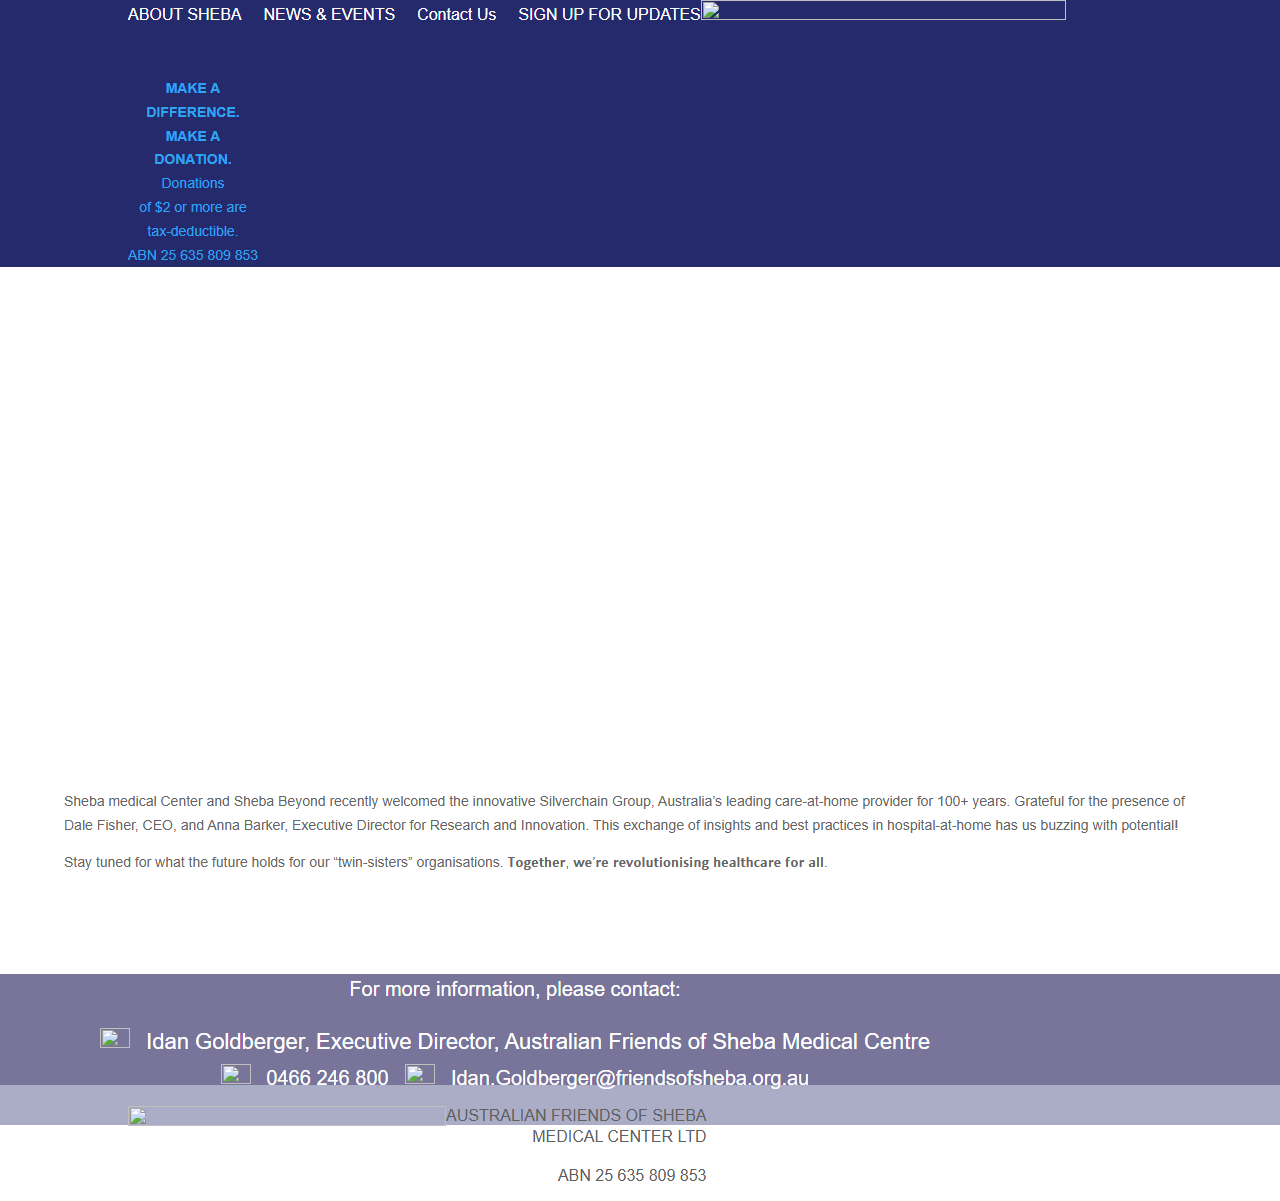 ABOUT SHEBA NEWS & EVENTS Contact Us SIGN UP FOR UPDATES
MAKE A
DIFFERENCE.
MAKE A
DONATION.
Donations
of $2 or more are
tax-deductible.
ABN 25 635 809 853
Sheba medical Center and Sheba Beyond recently welcomed the innovative Silverchain Group, Australia’s leading care-at-home provider for 100+ years. Grateful for the presence of
Dale Fisher, CEO, and Anna Barker, Executive Director for Research and Innovation. This exchange of insights and best practices in hospital-at-home has us buzzing with potential!
Stay tuned for what the future holds for our “twin-sisters” organisations. Together, we’re revolutionising healthcare for all.
For more information, please contact:
Idan Goldberger, Executive Director, Australian Friends of Sheba Medical Centre
0466 246 800 Idan.Goldberger@friendsofsheba.org.au
AUSTRALIAN FRIENDS OF SHEBA
MEDICAL CENTER LTD
ABN 25 635 809 853